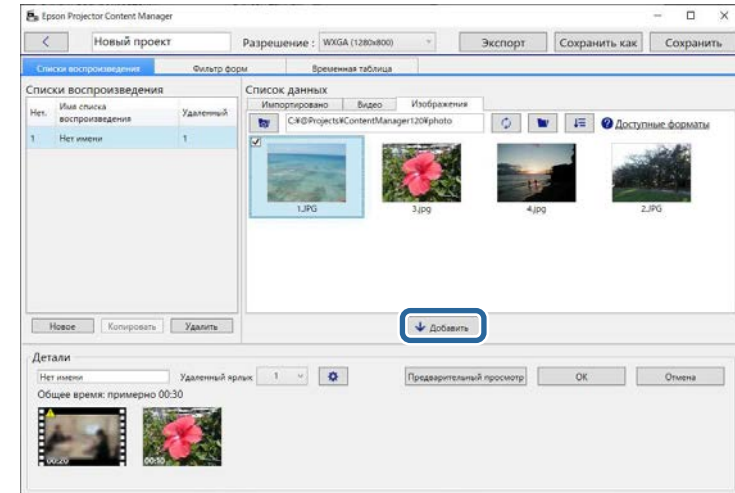 Epson Projector Content Manager
Новый проект Разрешение : WXGA (1280x800) Экспорт Сохранить как Сохранить
Списки воспроизведения Фильтр форм Временная таблица
Списки воспроизведения Список данных
Нет. Имя списка воспроизведения Удаленный
Импортировано Видео Изображения
C:¥@Projects¥ContentManager120¥photo Доступные форматы
1 Нет имени 1
1.JPG 3.jpg 4.jpg 2.JPG
Новое Копировать Удалить Добавить
Детали
Нет имени Удаленный ярлык 1 Предварительный просмотр ОК Отмена
Общее время: примерно 00:30
00:20 00:10